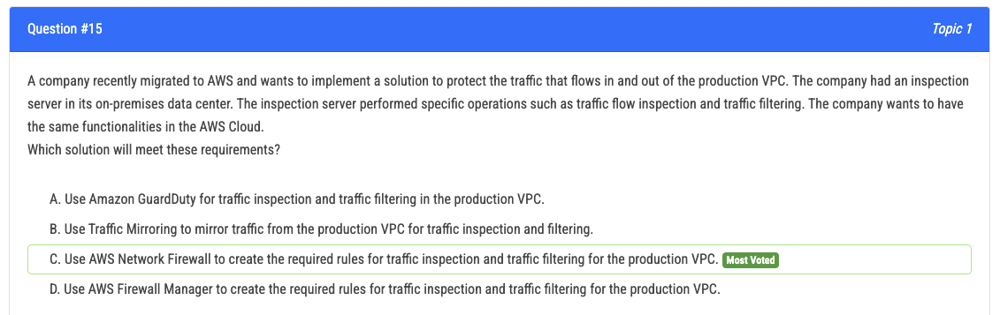 Question #15
Topic 1
A company recently migrated to AWS and wants to implement a solution to protect the traffic that flows in and out of the production VPC. The company had an inspection
server in its on-premises data center. The inspection server performed specific operations such as traffic flow inspection and traffic filtering. The company wants to have
the same functionalities in the AWS Cloud.
Which solution will meet these requirements?
A. Use Amazon GuardDuty for traffic inspection and traffic filtering in the production VPC.
B. Use Traffic Mirroring to mirror traffic from the production VPC for traffic inspection and filtering.
C. Use AWS Network Firewall to create the required rules for traffic inspection and traffic filtering for the production VPC. Most Voted
D. Use AWS Firewall Manager to create the required rules for traffic inspection and traffic filtering for the production VPC.